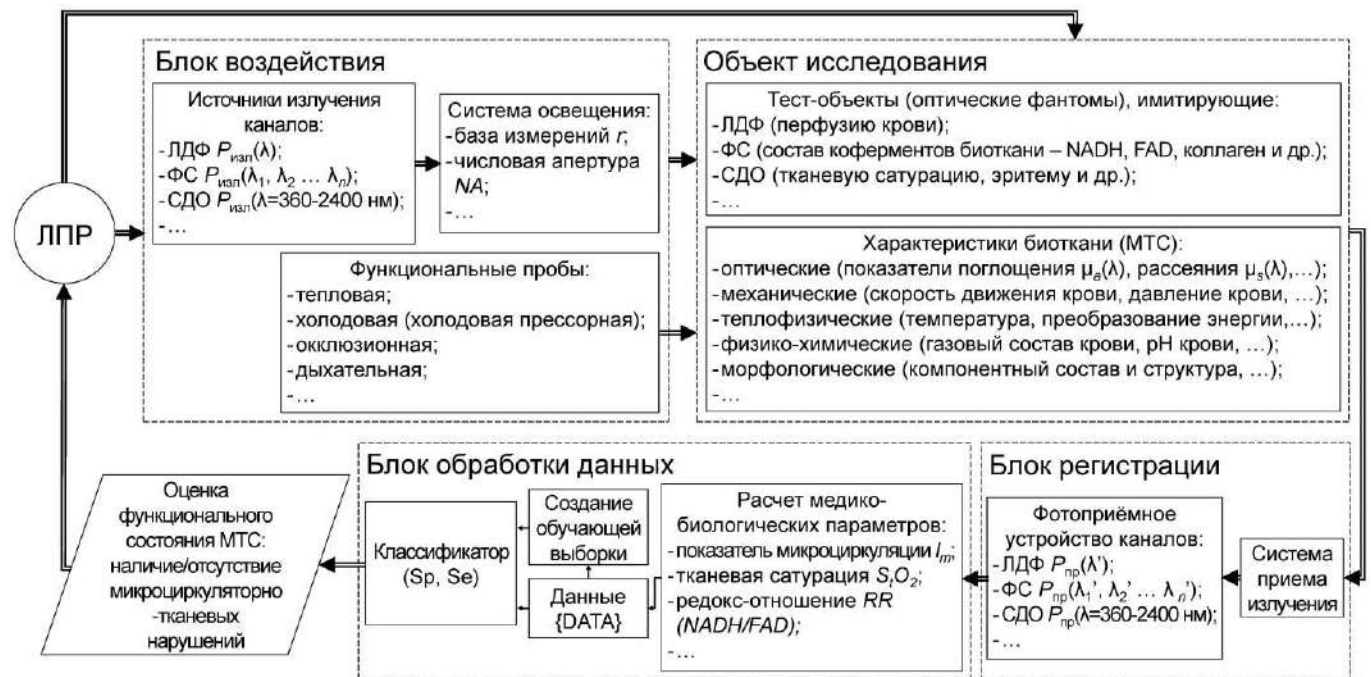 ЛПР
Блок воздействия
Источники излучения
каналов:
-ЛДФ Pизл(λ);
-ФС Pизл(λ1, λ2 ... λn);
-СДО Pизл(λ=360-2400 нм);
-...
Система освещения:
-база измерений r;
-числовая апертура
NA;
-...
Функциональные пробы:
-тепловая;
-холодовая (холодовая прессорная);
-окклюзионная;
-дыхательная;
-...
Объект исследования
Тест-объекты (оптические фантомы), имитирующие:
-ЛДФ (перфузию крови);
-ФС (состав коферментов биоткани – NADH, FAD, коллаген и др.);
-СДО (тканевую сатурацию, эритему и др.);
-...
Характеристики биоткани (МТС):
-оптические (показатели поглощения μa(λ), рассеяния μs(λ),...);
-механические (скорость движения крови, давление крови, ...);
-теплофизические (температура, преобразование энергии,...);
-физико-химические (газовый состав крови, pH крови, ...);
-морфологические (компонентный состав и структура, ...);
-...
Блок регистрации
Система
приема
излучения
Фотоприёмное
устройство каналов:
-ЛДФ Pпр(λ’);
-ФС Pпр(λ1’, λ2’ ... λn’);
-СДО Pпр(λ=360-2400 нм);
-...
Блок обработки данных
Расчет медико-
биологических параметров:
-показатель микроциркуляции Im;
-тканевая сатурация StO2;
-редокс-отношение RR
(NADH/FAD);
-...
Создание
обучающей
выборки
Данные
{DATA}
Классификатор
(Sp, Se)
Оценка
функционального
состояния МТС:
наличие/отсутствие
микроциркуляторно
-тканевых
нарушений